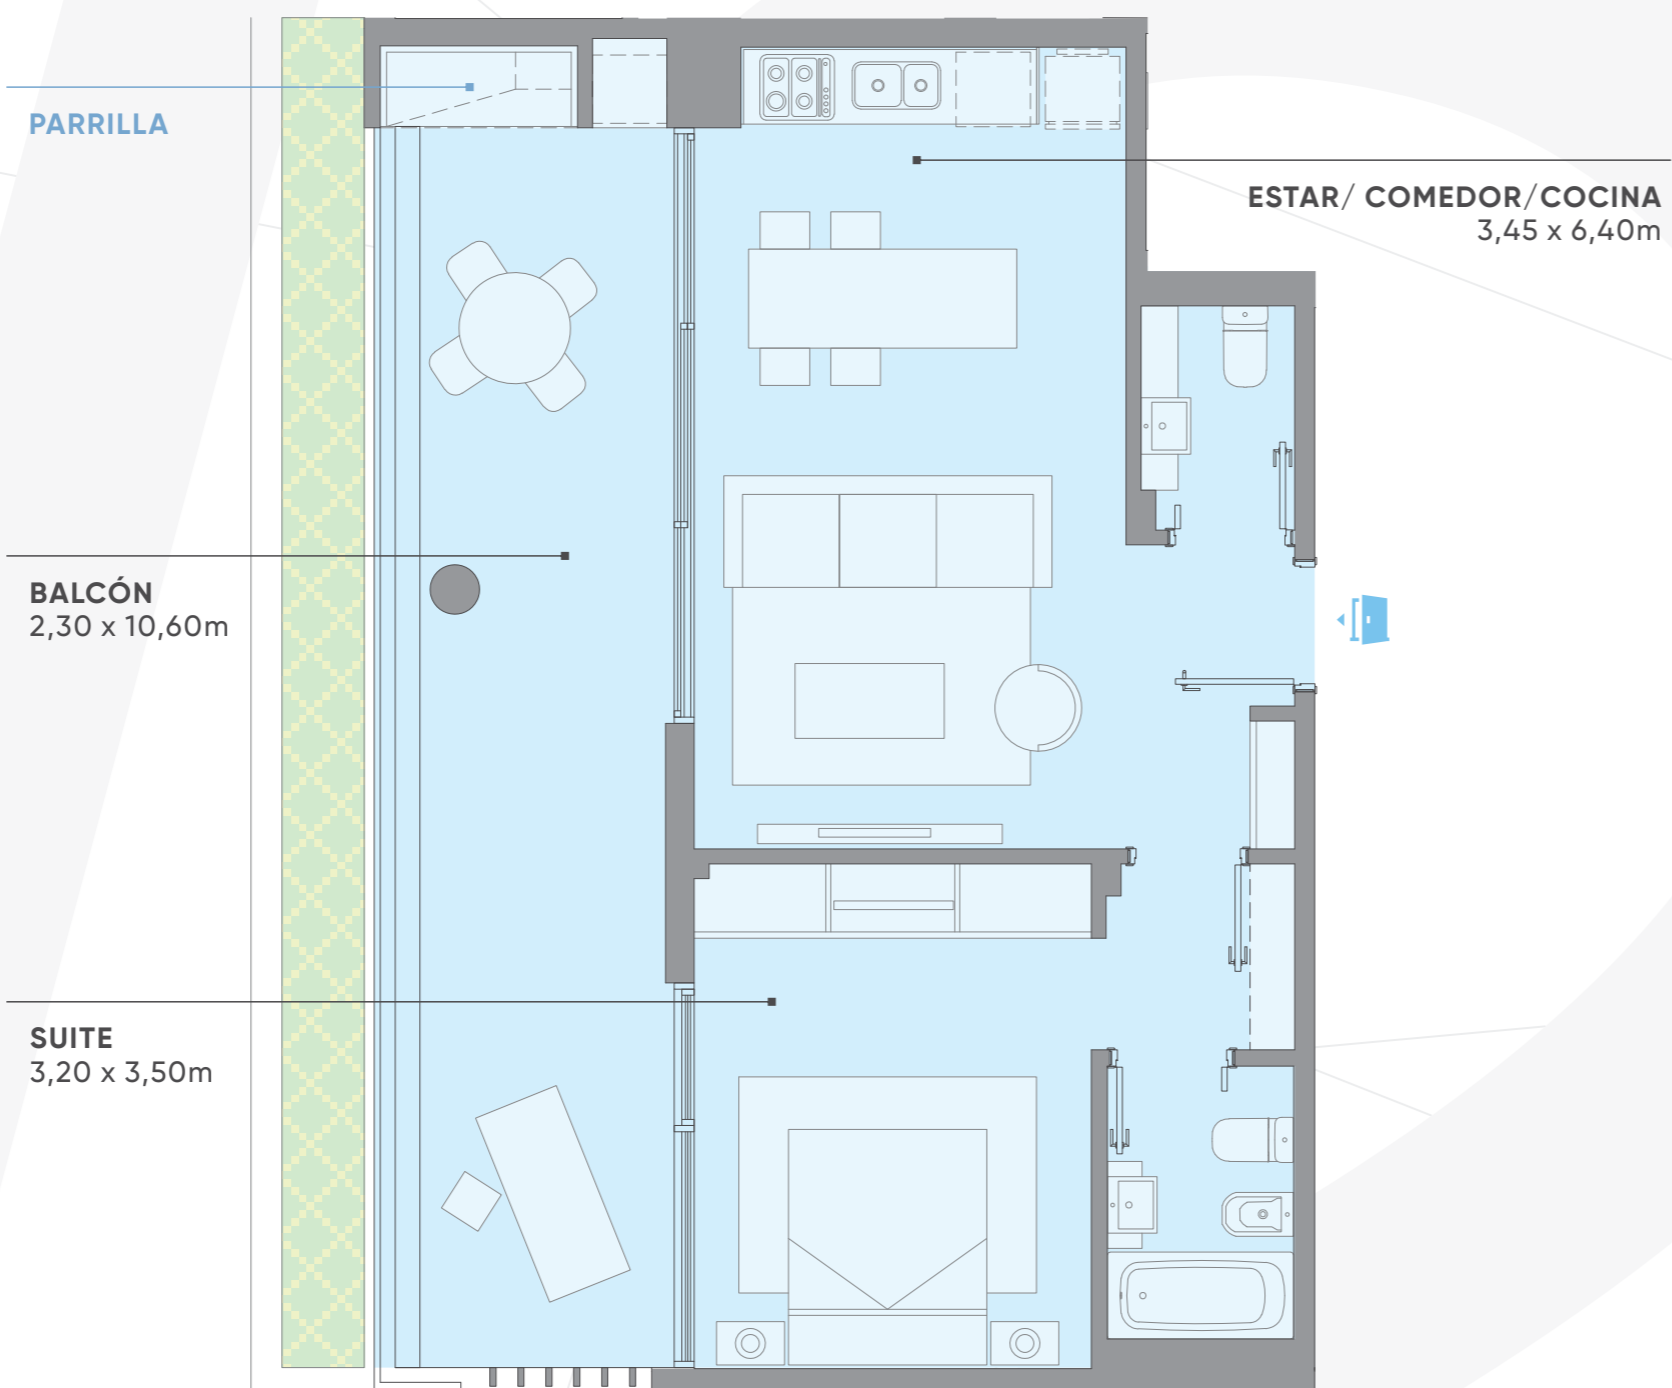 PARRILLA
ESTAR/ COMEDOR/COCINA
3,45 x 6,40m
BALCÓN
2,30 x 10,60m
SUITE
3,20 x 3,50m